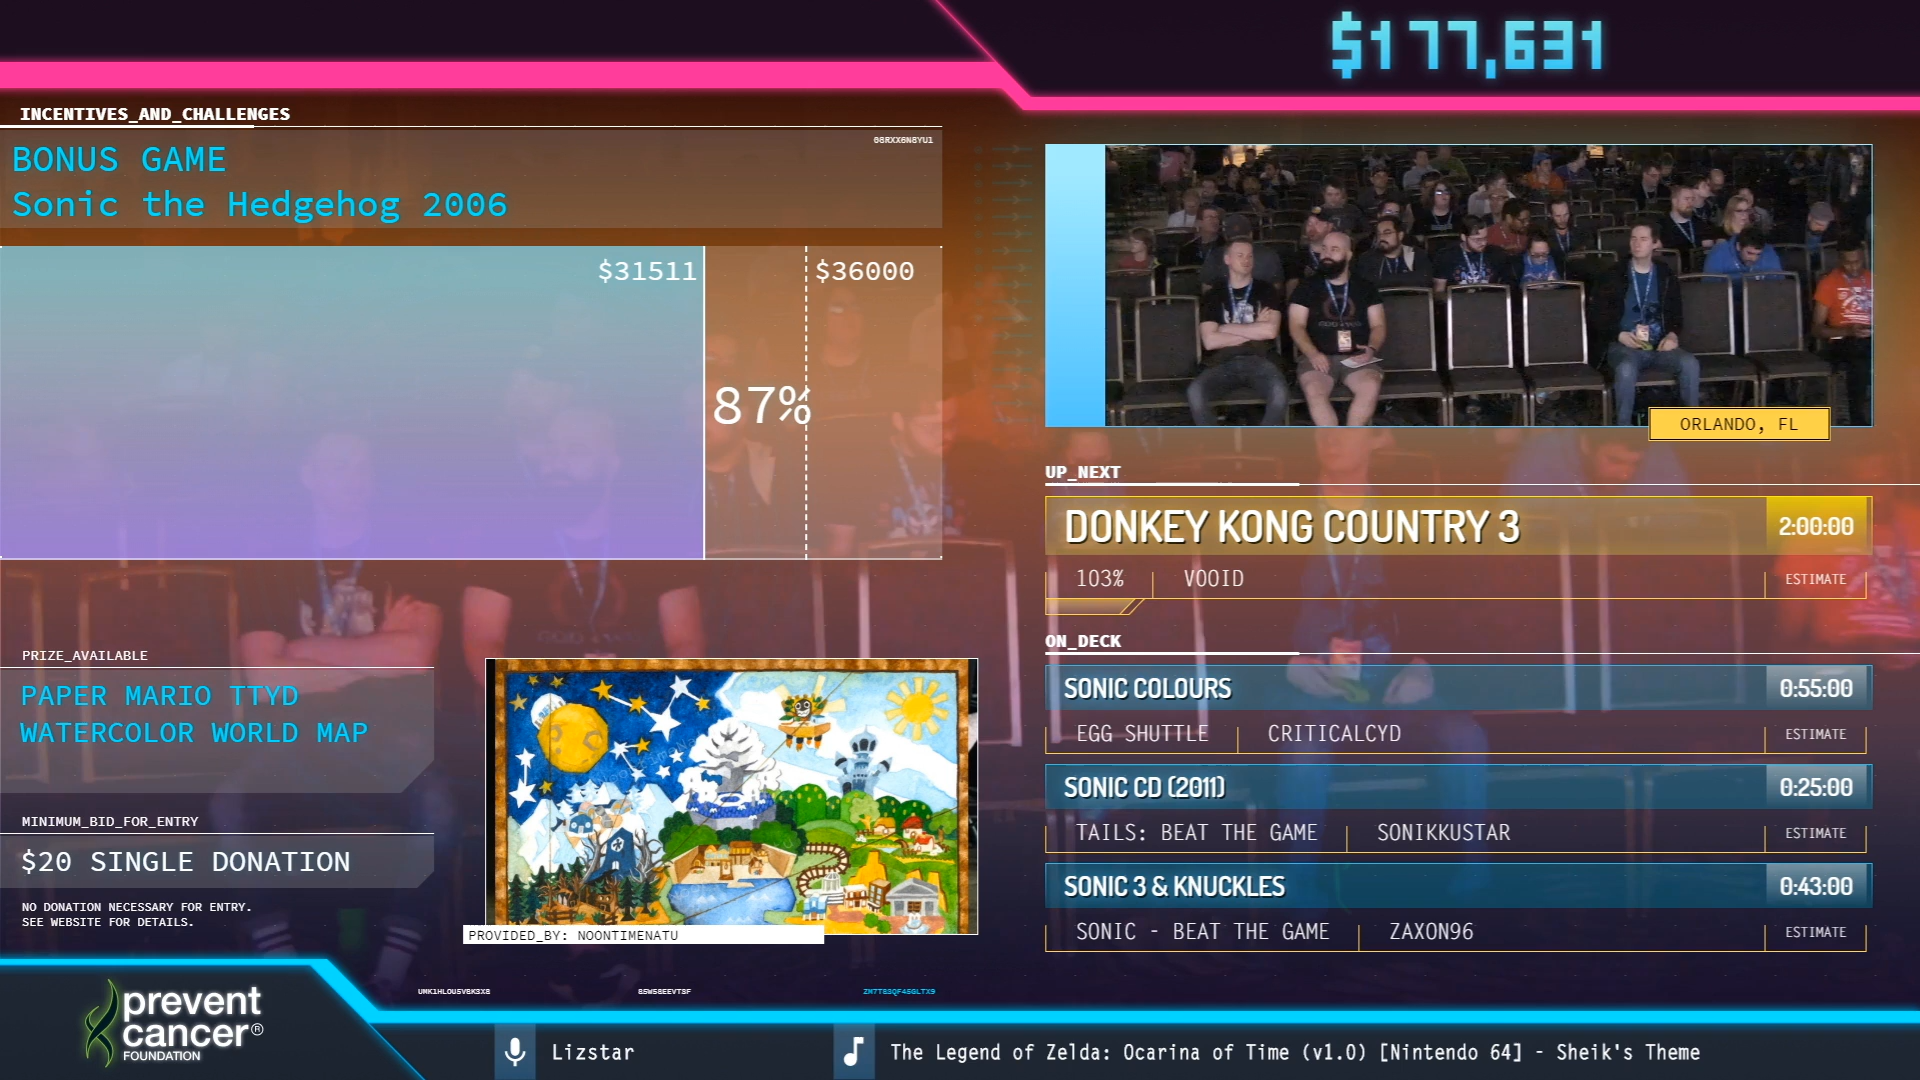 $177,631
INCENTIVES_AND_CHALLENGES
BONUS GAME
Sonic the Hedgehog 2006
$31511
$36000
87%
ORLANDO, FL
UP_NEXT
DONKEY KONG COUNTRY 3
2:00:00
103%
VOOID
ESTIMATE
ON_DECK
SONIC COLOURS
0:55:00
EGG SHUTTLE
CRITICALCYD
ESTIMATE
SONIC CD (2011)
0:25:00
TAILS: BEAT THE GAME
SONIKKUSTAR
ESTIMATE
SONIC 3 & KNUCKLES
0:43:00
SONIC - BEAT THE GAME
ZAXON96
ESTIMATE
PRIZE_AVAILABLE
PAPER MARIO TTYD
WATERCOLOR WORLD MAP
MINIMUM_BID_FOR_ENTRY
$20 SINGLE DONATION
NO DONATION NECESSARY FOR ENTRY.
SEE WEBSITE FOR DETAILS.
PROVIDED_BY: NOONTIMENATU
prevent
cancer®
FOUNDATION
Lizstar
The Legend of Zelda: Ocarina of Time (v1.0) [Nintendo 64] - Sheik's Theme